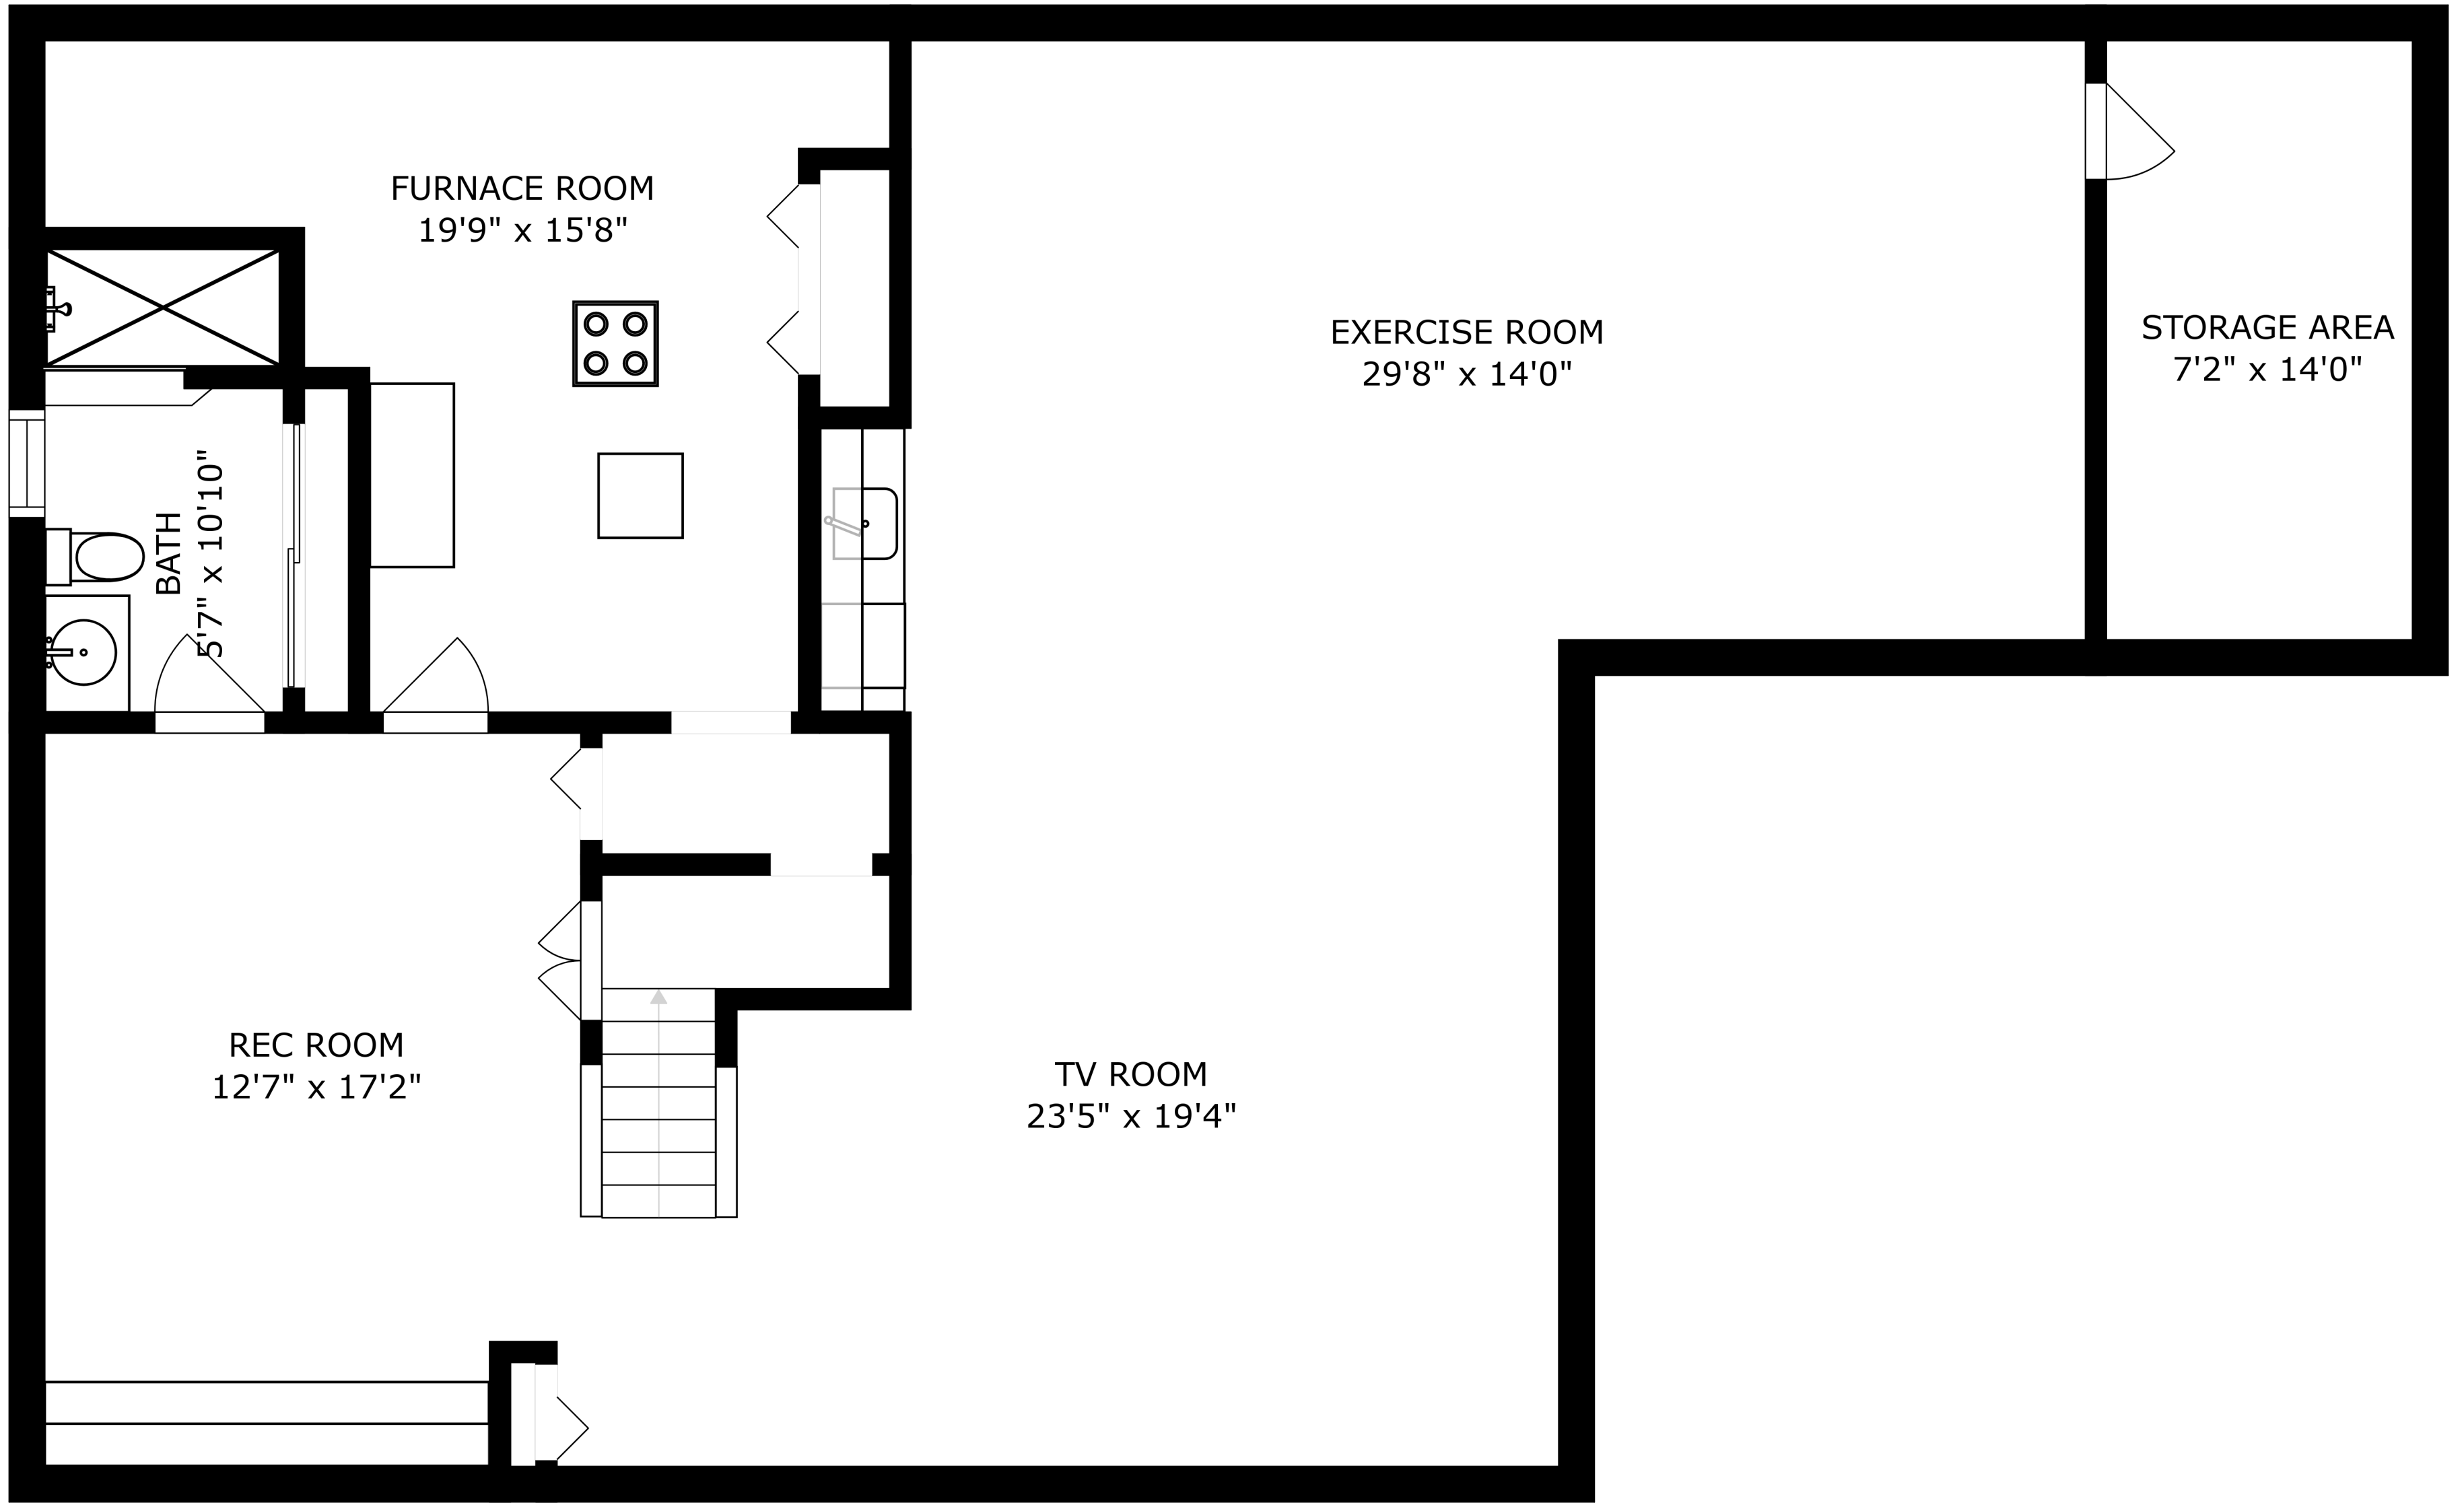 FURNACE ROOM
19'9" x 15'8"
EXERCISE ROOM
29'8" x 14'0"
STORAGE AREA
7'2" x 14'0"
BATH
5'7" x 10'10"
REC ROOM
12'7" x 17'2"
TV ROOM
23'5" x 19'4"